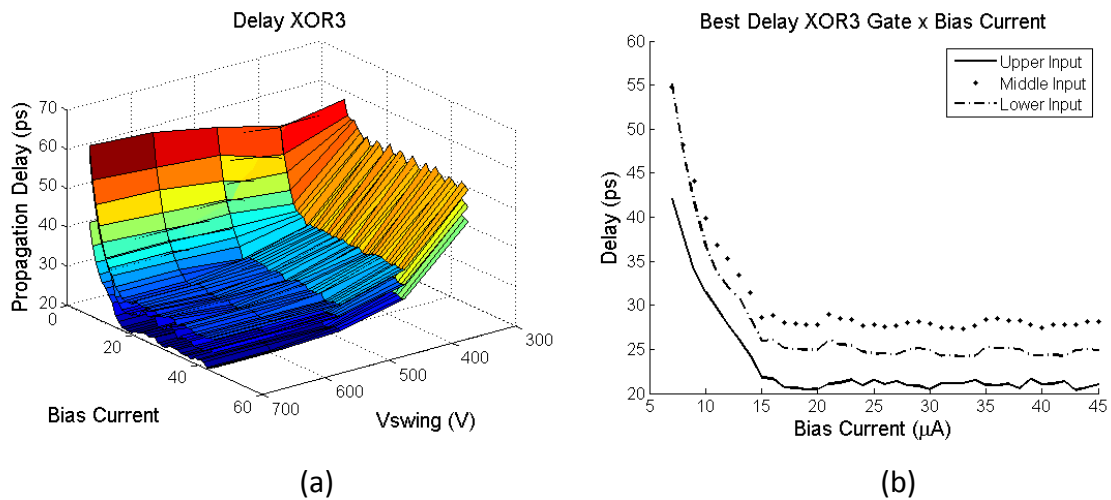 Delay XOR3
Propagation Delay (ps)
70
60
50
40
30
20
0
20
40
60
Bias Current
700
600
500
400
300
Vswing (V)
(a)
Best Delay XOR3 Gate x Bias Current
Upper Input
Middle Input
Lower Input
Delay (ps)
60
55
50
45
40
35
30
25
20
5
10
15
20
25
30
35
40
45
Bias Current (μA)
(b)